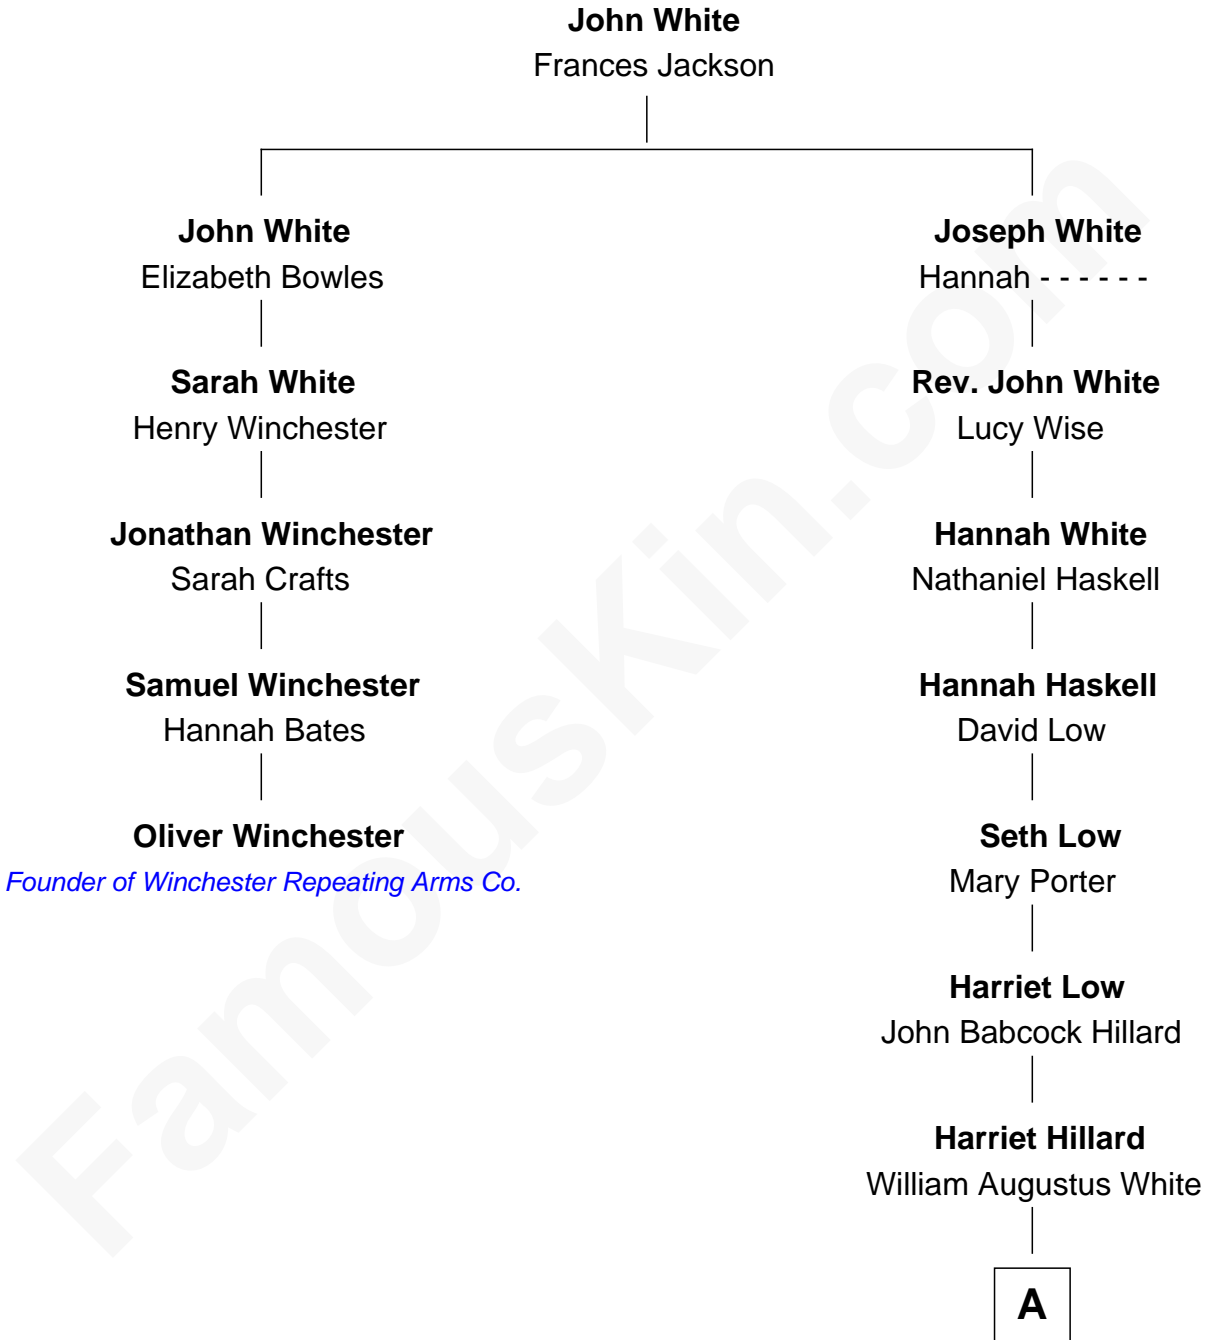 John White
Frances Jackson
John White
Elizabeth Bowles
Sarah White
Henry Winchester
Jonathan Winchester
Sarah Crafts
Samuel Winchester
Hannah Bates
Oliver Winchester
Founder of Winchester Repeating Arms Co.
Joseph White
Hannah - - - - - -
Rev. John White
Lucy Wise
Hannah White
Nathaniel Haskell
Hannah Haskell
David Low
Seth Low
Mary Porter
Harriet Low
John Babcock Hillard
Harriet Hillard
William Augustus White
A
FamousKin.com